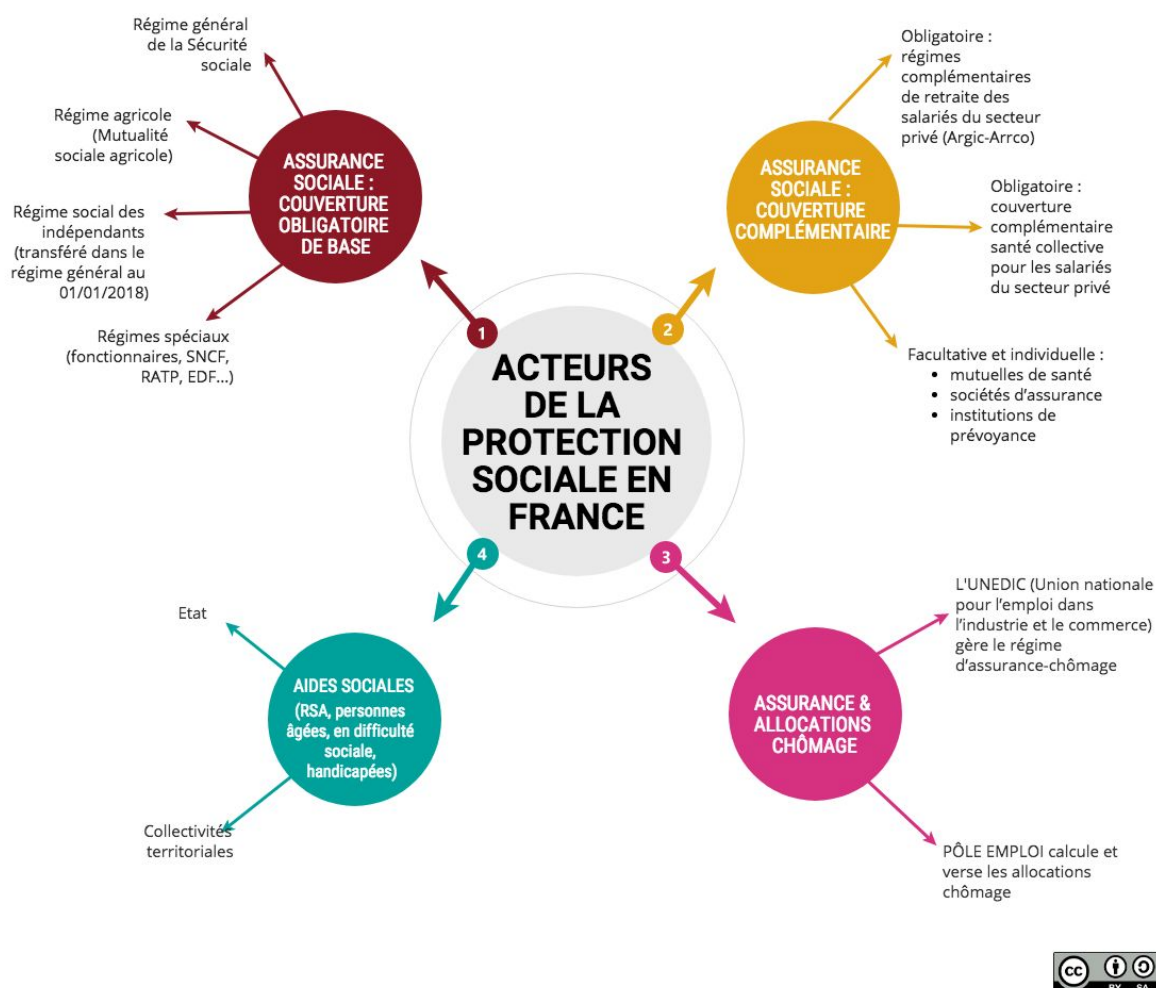 ACTEURS
DE LA
PROTECTION
SOCIALE EN
FRANCE
1
ASSURANCE
SOCIALE :
COUVERTURE
OBLIGATOIRE
DE BASE
Régime général
de la Sécurité
sociale
Régime agricole
(Mutualité
sociale agricole)
Régime social des
indépendants
(transféré dans le
régime général au
01/01/2018)
Régimes spéciaux
(fonctionnaires, SNCF,
RATP, EDF...)
2
ASSURANCE
SOCIALE :
COUVERTURE
COMPLÉMENTAIRE
Obligatoire :
régimes
complémentaires
de retraite des
salariés du secteur
privé (Argic-Arrco)
Obligatoire :
couverture
complémentaire
santé collective
pour les salariés
du secteur privé
Facultative et individuelle :
• mutuelles de santé
• sociétés d’assurance
• institutions de
prévoyance
3
ASSURANCE &
ALLOCATIONS
CHÔMAGE
L'UNEDIC (Union nationale
pour l’emploi dans
l’industrie et le commerce)
gère le régime
d’assurance-chômage
PÔLE EMPLOI calcule et
verse les allocations
chômage
4
AIDES SOCIALES
(RSA, personnes
âgées, en difficulté
sociale,
handicapées)
Etat
Collectivités
territoriales
cc
BY SA